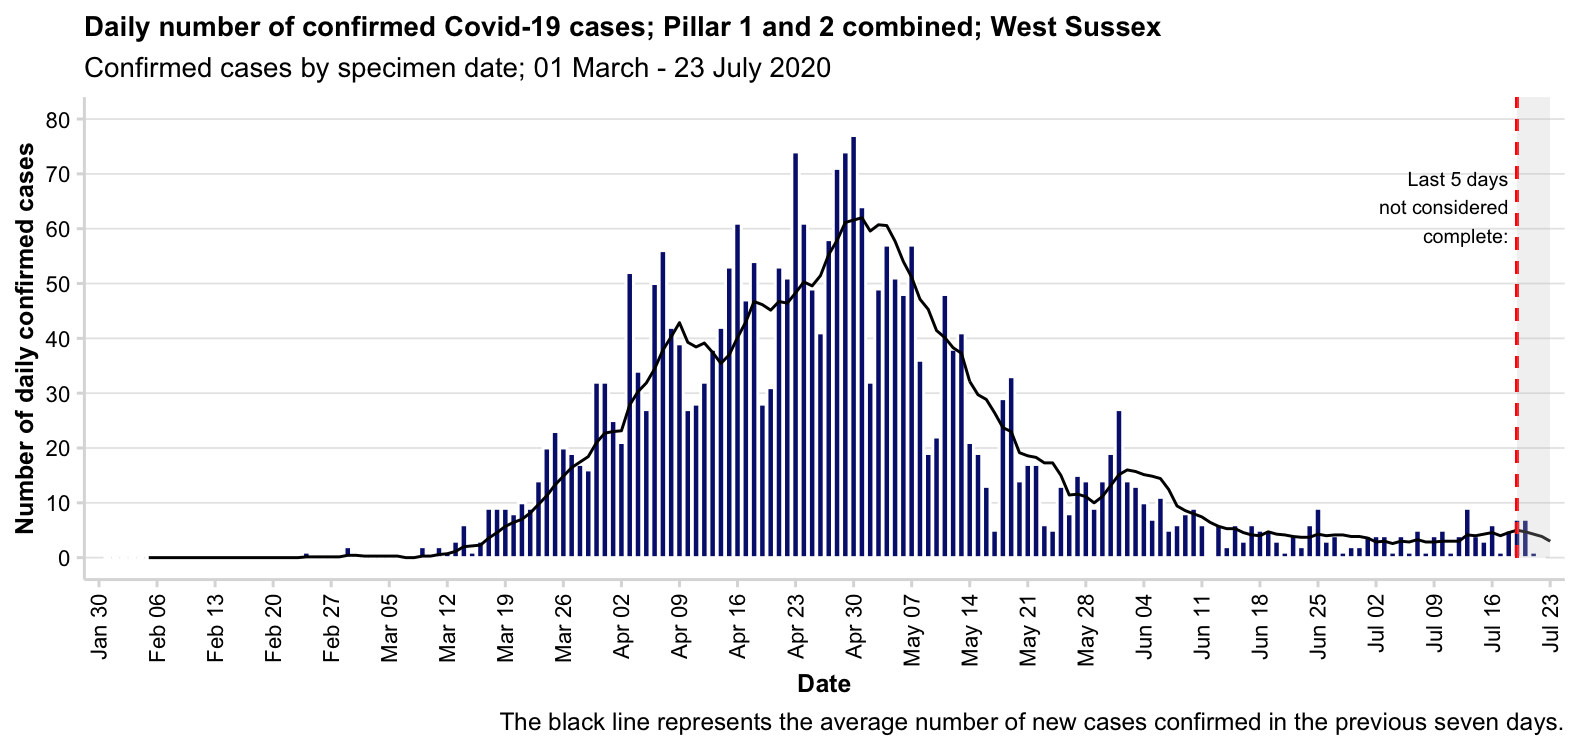 Daily number of confirmed Covid-19 cases; Pillar 1 and 2 combined; West Sussex
Confirmed cases by specimen date; 01 March - 23 July 2020
Number of daily confirmed cases
80
70
60
50
40
30
20
10
0
Last 5 days
not considered
complete:
Jan 30
Feb 06
Feb 13
Feb 20
Feb 27
Mar 05
Mar 12
Mar 19
Mar 26
Apr 02
Apr 09
Apr 16
Apr 23
Apr 30
May 07
May 14
May 21
May 28
Jun 04
Jun 11
Jun 18
Jun 25
Jul 02
Jul 09
Jul 16
Jul 23
Date
The black line represents the average number of new cases confirmed in the previous seven days.